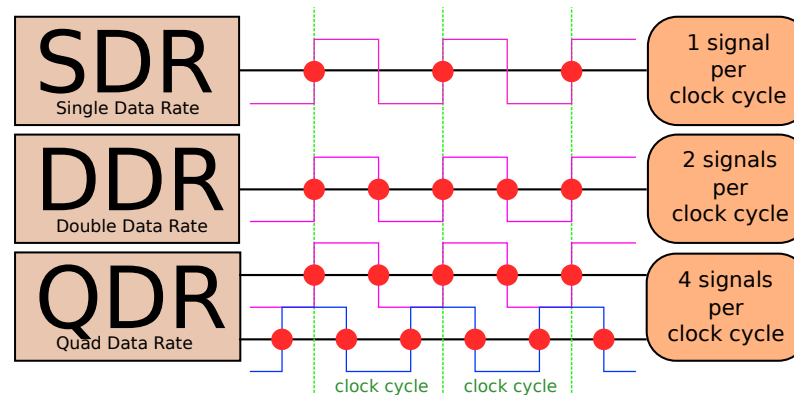 SDR
Single Data Rate
1 signal
per
clock cycle
DDR
Double Data Rate
2 signals
per
clock cycle
QDR
Quad Data Rate
4 signals
per
clock cycle
clock cycle
clock cycle